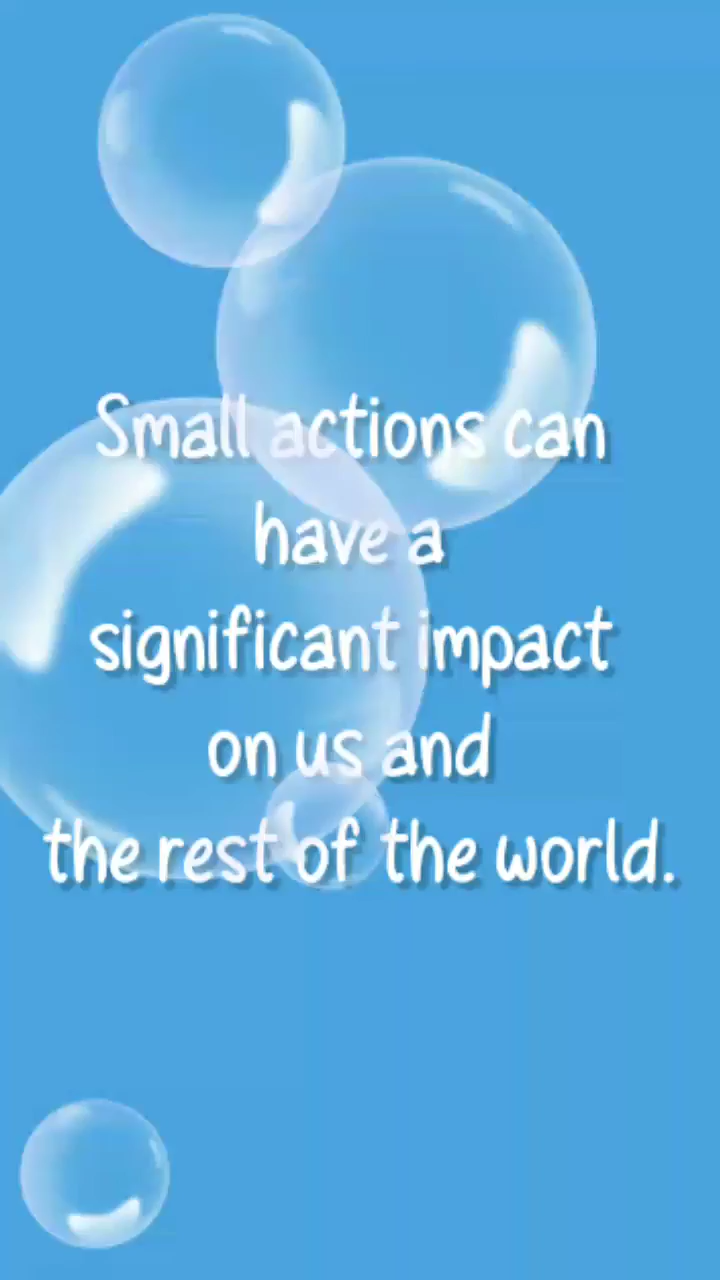 Small actions can
have a
significant impact
on us and
the rest of the world.